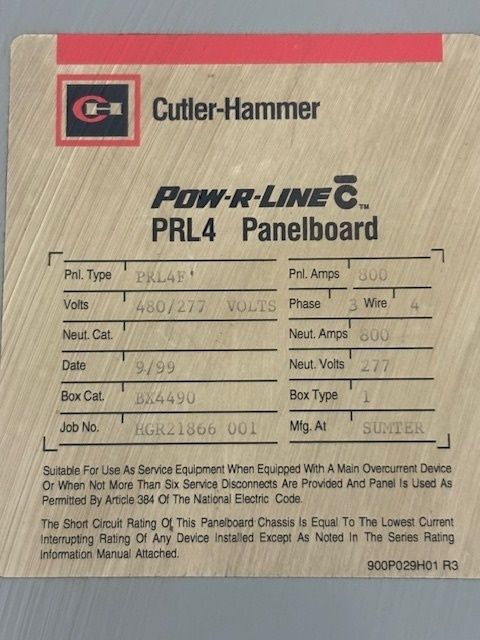 CH
Cutler-Hammer
POW-R-LINE C™
PRL4 Panelboard
Pnl. Type PRL4F Pnl. Amps 800
Volts 480/277 VOLTS Phase 3 Wire 4
Neut. Cat. Neut. Amps 800
Date 9/99 Neut. Volts 277
Box Cat. BX4490 Box Type 1
Job No. HGR21866 001 Mfg. At SUMTER
Suitable For Use As Service Equipment When Equipped With A Main Overcurrent Device
Or When Not More Than Six Service Disconnects Are Provided And Panel Is Used As
Permitted By Article 384 Of The National Electric Code.
The Short Circuit Rating Of This Panelboard Chassis Is Equal To The Lowest Current
Interrupting Rating Of Any Device Installed Except As Noted In The Series Rating
Information Manual Attached.
900P029H01 R3